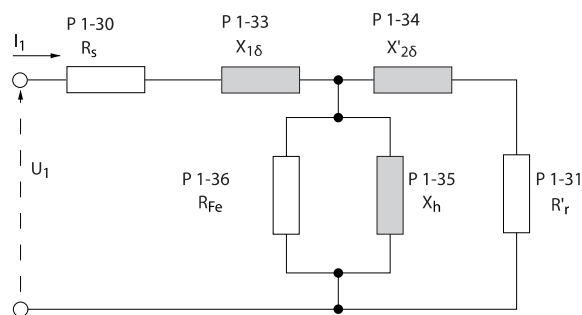 P 1-30
P 1-33
P 1-34
I1
Rs
X1δ
X'2δ
U1
P 1-36
RFe
P 1-35
Xh
P 1-31
R'r